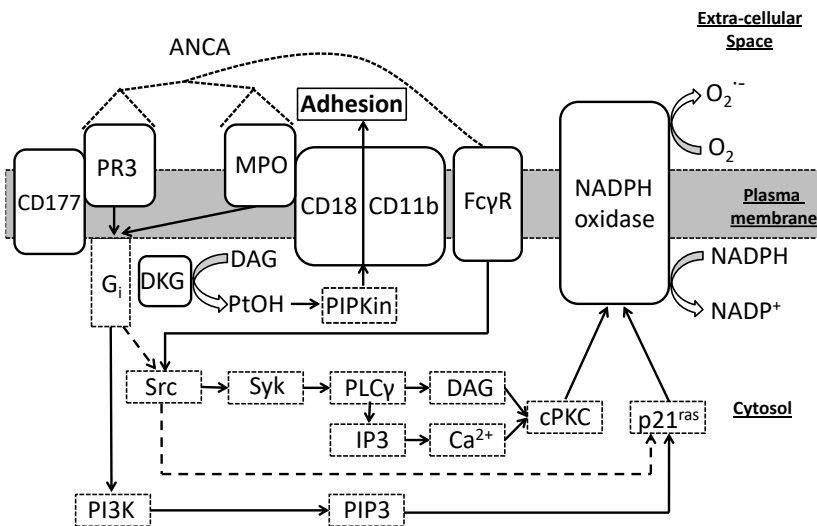 Extra-cellular
Space
ANCA
Adhesion
O₂˙⁻
O₂
PR3
MPO
CD177
CD18
CD11b
FcγR
NADPH
oxidase
Plasma
membrane
Gᵢ
DKG
DAG
PtOH
PIPKin
NADPH
NADP⁺
Src
Syk
PLCγ
DAG
cPKC
p21ʳᵃˢ
Cytosol
IP3
Ca²⁺
PI3K
PIP3